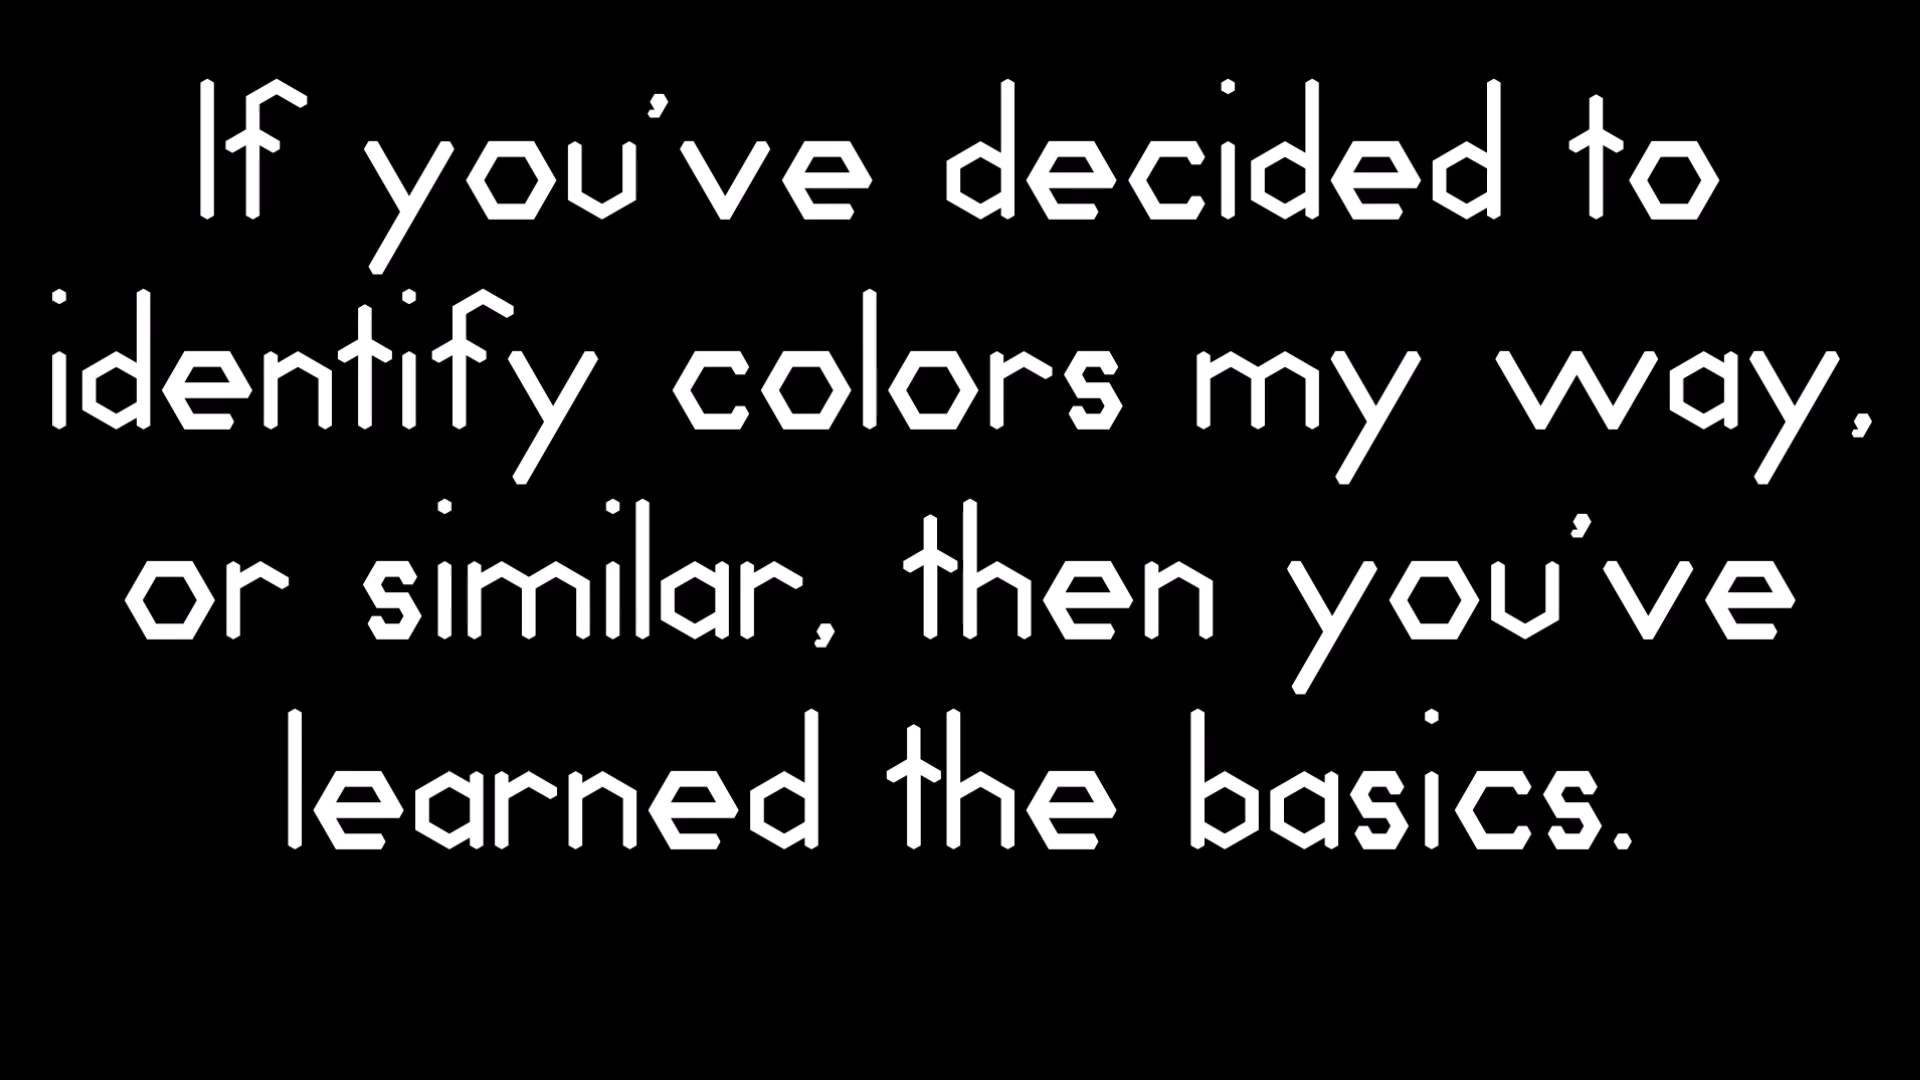 If you've decided to
identify colors my way,
or similar, then you've
learned the basics.